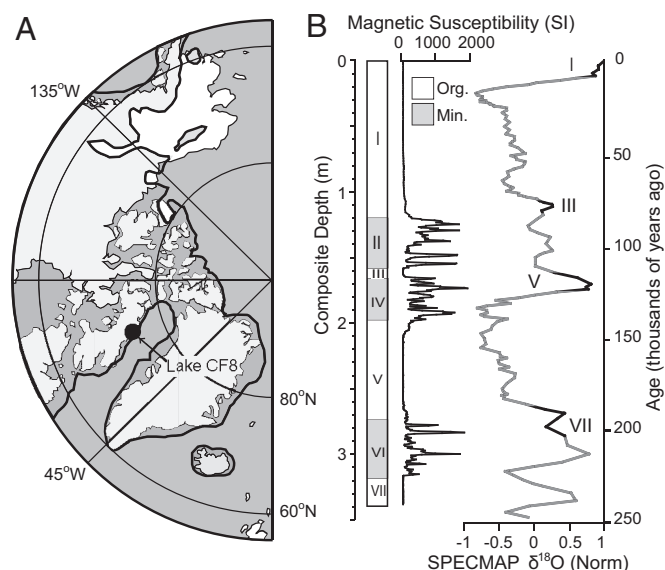 A
135°W
Lake CF8
80°N
45°W
60°N
B
Magnetic Susceptibility (SI)
0 1000 2000
Org.
Min.
Composite Depth (m)
0
1
2
3
I
II
III
IV
V
VI
VII
I
III
V
VII
0
50
100
150
200
250
Age (thousands of years ago)
-1 -0.5 0 0.5 1
SPECMAP δ¹⁸O (Norm)